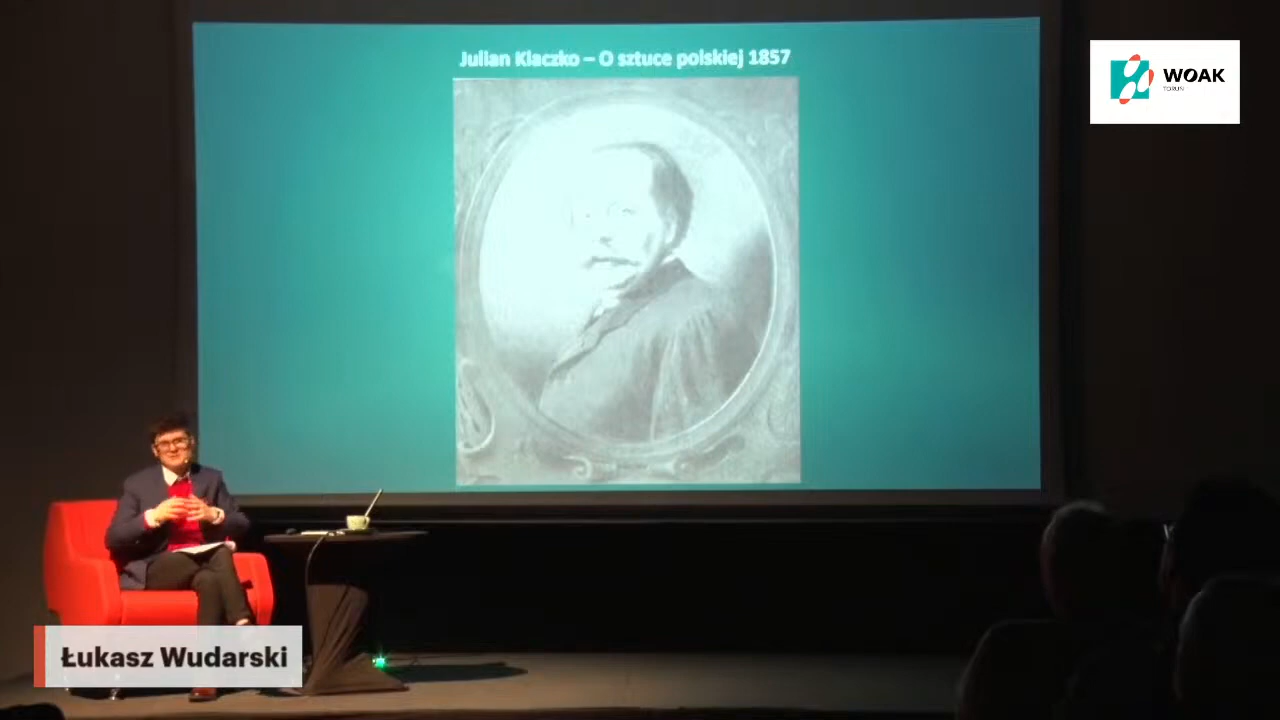 Julian Klaczko – O sztuce polskiej 1857
WOAK
TORUŃ
Łukasz Wudarski